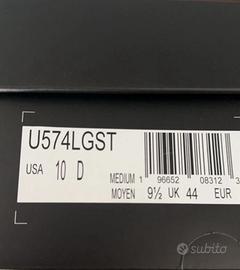 U574LGST
USA 10 D
MEDIUM 1 96652 08312 3
MOYEN 9½ UK 44 EUR
subito